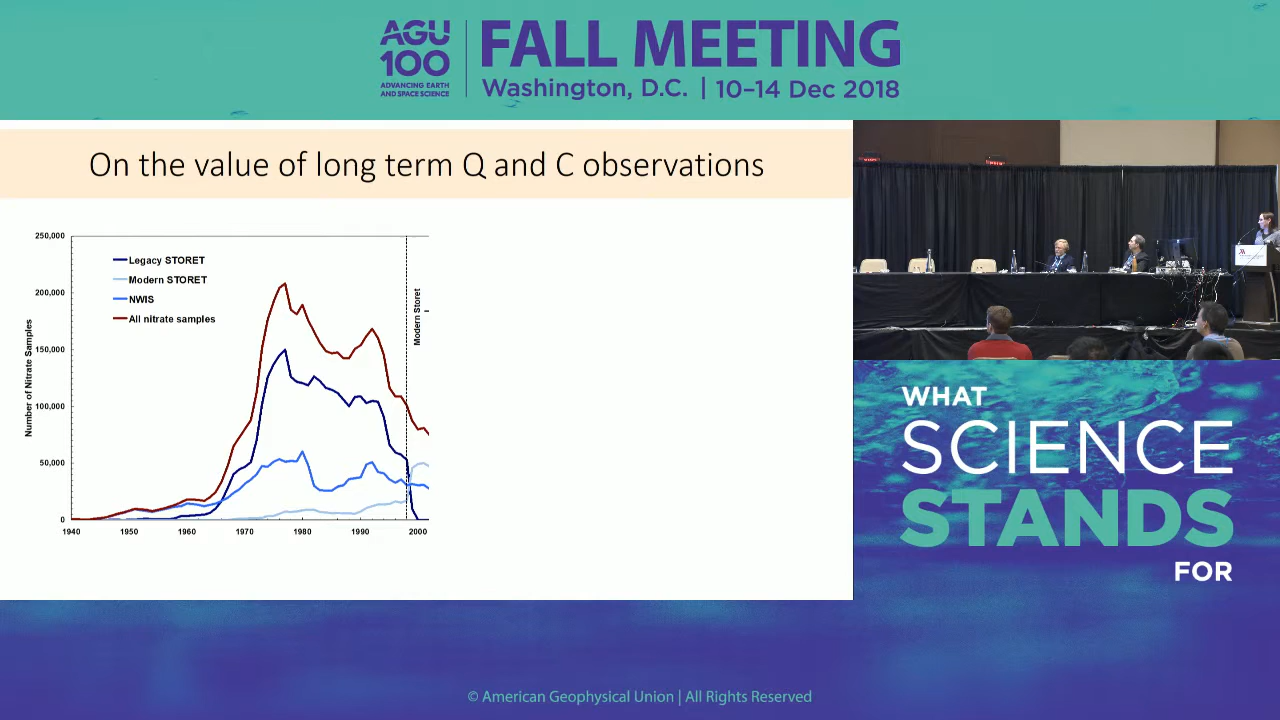 AGU
100
ADVANCING EARTH
AND SPACE SCIENCE
FALL MEETING
Washington, D.C. | 10–14 Dec 2018
On the value of long term Q and C observations
250,000
200,000
150,000
100,000
50,000
0
Number of Nitrate Samples
Legacy STORET
Modern STORET
NWIS
All nitrate samples
Modern Storet
1940
1950
1960
1970
1980
1990
2000
WHAT
SCIENCE
STANDS
FOR
© American Geophysical Union | All Rights Reserved